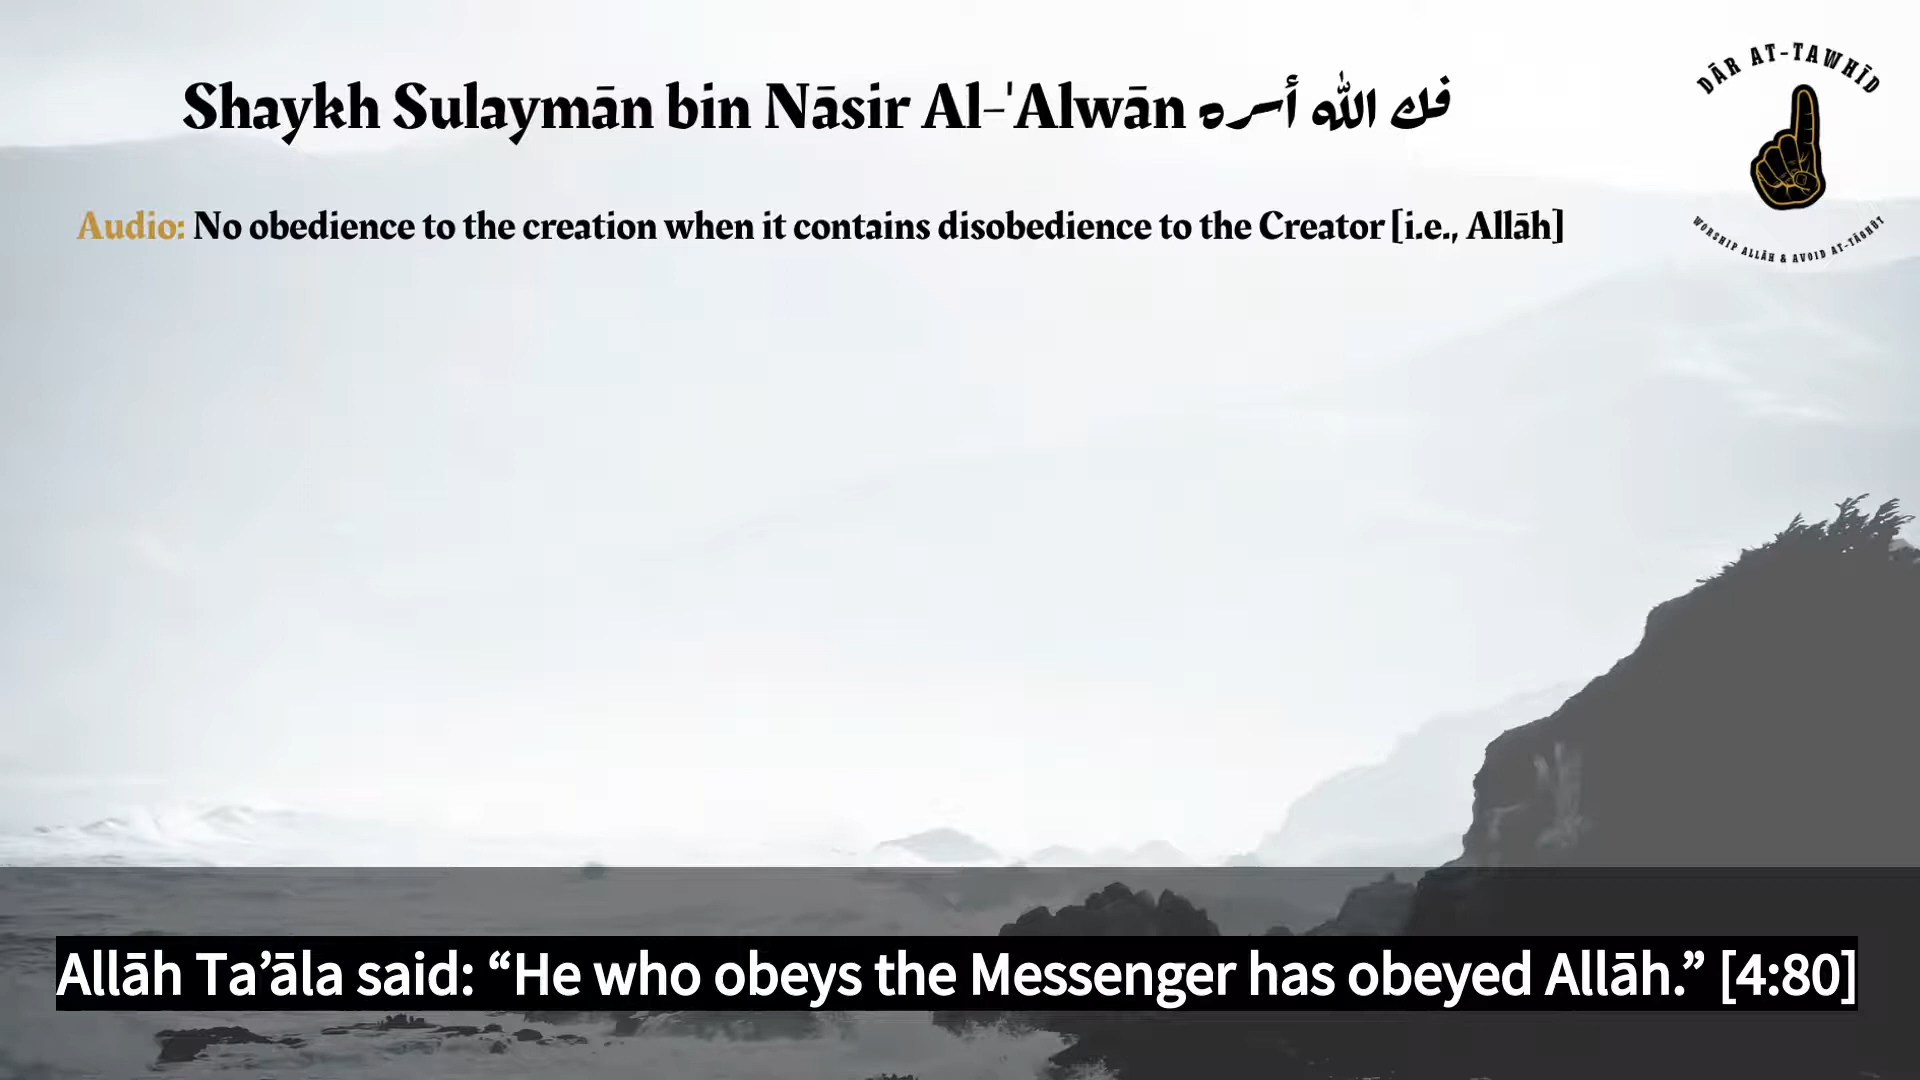 Shaykh Sulaymān bin Nāsir Al-'Alwān فك الله أسره
DĀR AT-TAWHĪD
WORSHIP ALLĀH & AVOID AT-TĀGHŪT
Audio: No obedience to the creation when it contains disobedience to the Creator [i.e., Allāh]
Allāh Ta’āla said: “He who obeys the Messenger has obeyed Allāh.” [4:80]